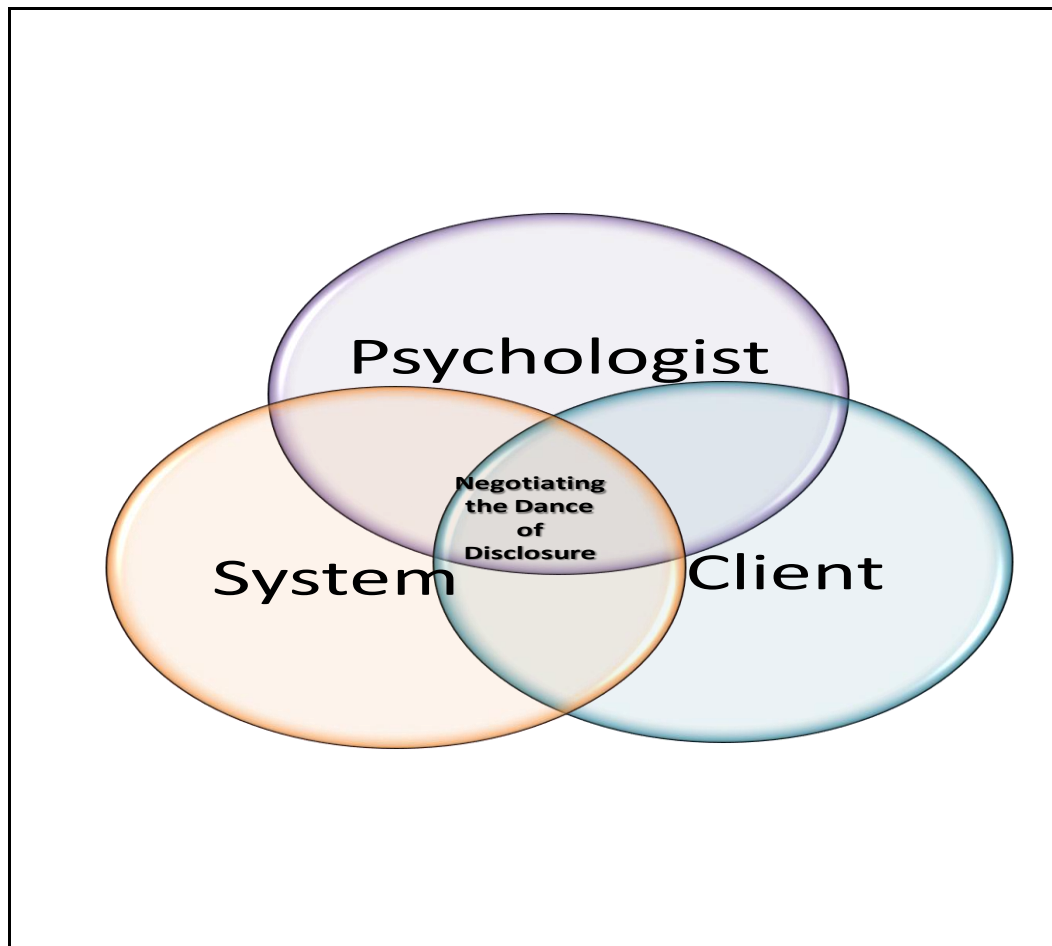 Psychologist
Negotiating
the Dance
of
Disclosure
System
Client